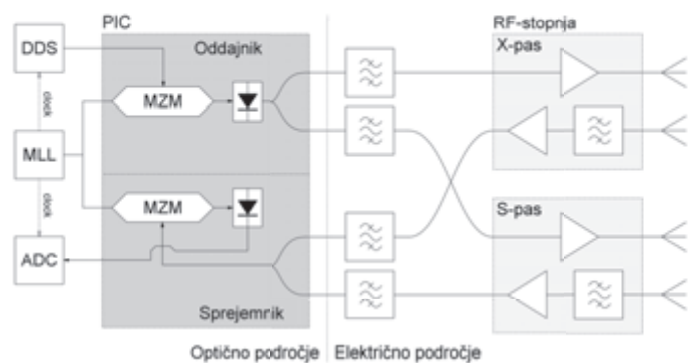 PIC
RF-stopnja
DDS
Oddajnik
X-pas
MZM
clock
MLL
clock
MZM
S-pas
ADC
Sprejemnik
Optično področje
Električno področje